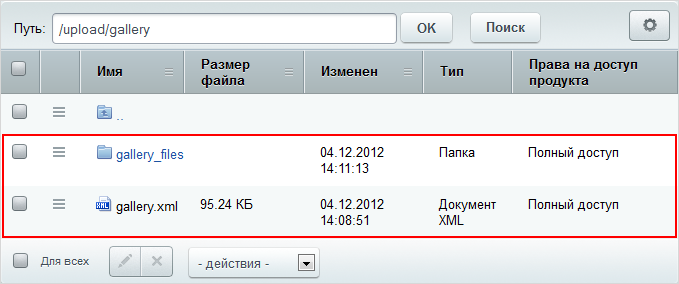 Путь: /upload/gallery OK Поиск
Имя Размер файла Изменен Тип Права на доступ продукта
..
gallery_files 04.12.2012 14:11:13 Папка Полный доступ
XML gallery.xml 95.24 КБ 04.12.2012 14:08:51 Документ XML Полный доступ
Для всех - действия -